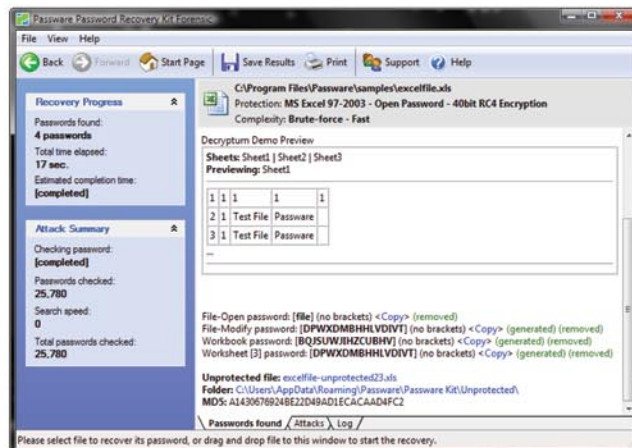 Passware Password Recovery Kit Forensic
File View Help
Back Forward Start Page Save Results Print Support Help
Recovery Progress
Passwords found:
4 passwords
Total time elapsed:
17 sec.
Estimated completion time:
[completed]
Attack Summary
Checking password:
[completed]
Passwords checked:
25,780
Search speed:
0
Total passwords checked:
25,780
C:\Program Files\Passware\samples\excelfile.xls
Protection: MS Excel 97-2003 - Open Password - 40bit RC4 Encryption
Complexity: Brute-force - Fast
Decryptum Demo Preview
Sheets: Sheet1 | Sheet2 | Sheet3
Previewing: Sheet1
1 1 1 1 1
2 1 Test File Passware
3 1 Test File Passware
...
File-Open password: [file] (no brackets) <Copy> (removed)
File-Modify password: [DPWXDMBHHLVDIVT] (no brackets) <Copy> (generated) (removed)
Workbook password: [BQJSUWJIHZCUBHV] (no brackets) <Copy> (removed)
Worksheet [3] password: [DPWXDMBHHLVDIVT] (no brackets) <Copy> (generated) (removed)
Unprotected file: excelfile-unprotected23.xls
Folder: C:\Users\AppData\Roaming\Passware\Passware Kit\Unprotected\
MD5: A1430676924BE22D49AD1ECACAAD4FC2
Passwords found Attacks Log
Please select file to recover its password, or drag and drop file to this window to start the recovery.